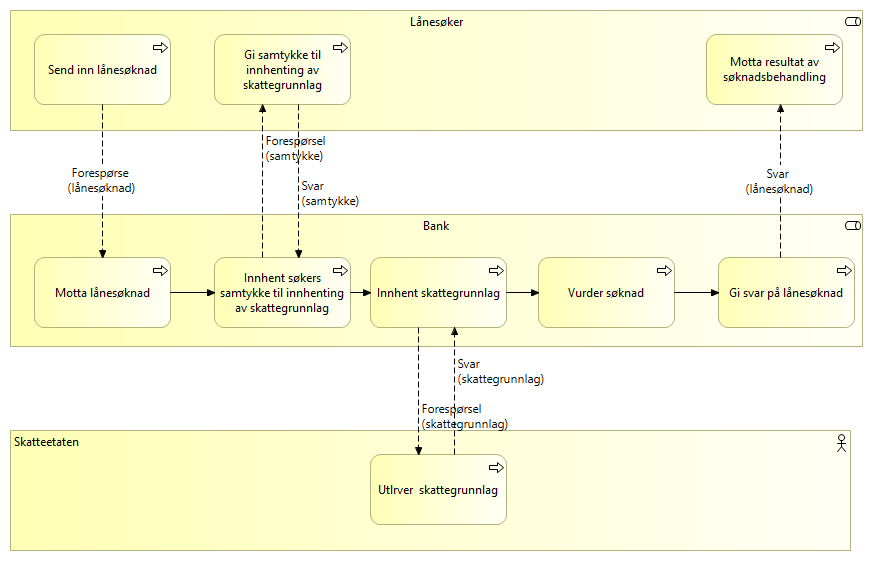 Lånesøker
Send inn lånesøknad
Gi samtykke til
innhenting av
skattegrunnlag
Motta resultat av
søknadsbehandling
Forespørse
(lånesøknad)
Forespørsel
(samtykke)
Svar
(samtykke)
Svar
(lånesøknad)
Bank
Motta lånesøknad
Innhent søkers
samtykke til innhenting
av skattegrunnlag
Innhent skattegrunnlag
Vurder søknad
Gi svar på lånesøknad
Svar
(skattegrunnlag)
Forespørsel
(skattegrunnlag)
Skatteetaten
Utlrver  skattegrunnlag